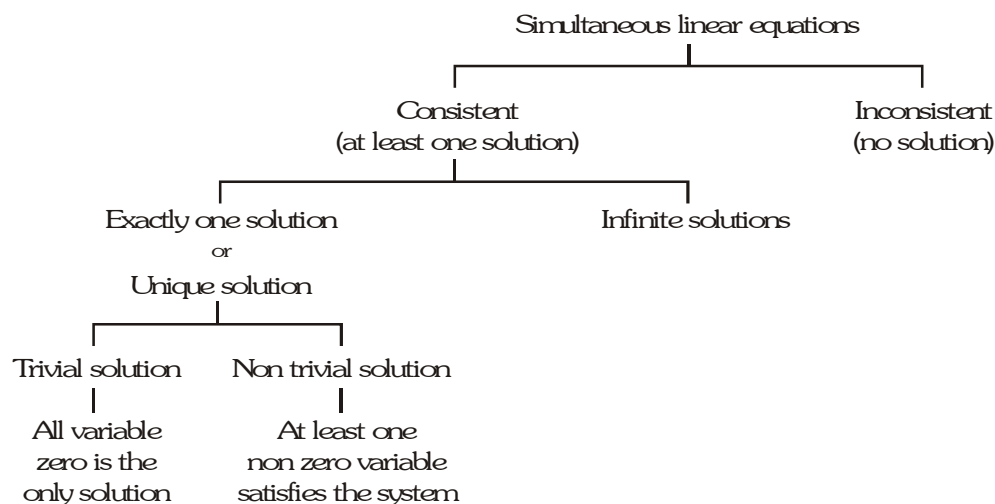 Simultaneous linear equations
Consistent
(at least one solution)
Inconsistent
(no solution)
Exactly one solution
or
Unique solution
Infinite solutions
Trivial solution
Non trivial solution
All variable
zero is the
only solution
At least one
non zero variable
satisfies the system